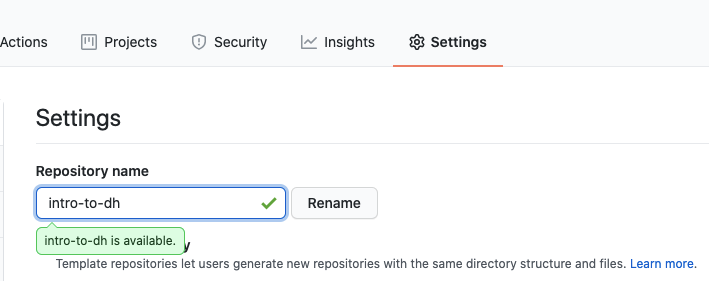 Actions Projects Security Insights Settings
Settings
Repository name
intro-to-dh Rename
intro-to-dh is available.
Template repositories let users generate new repositories with the same directory structure and files. Learn more.